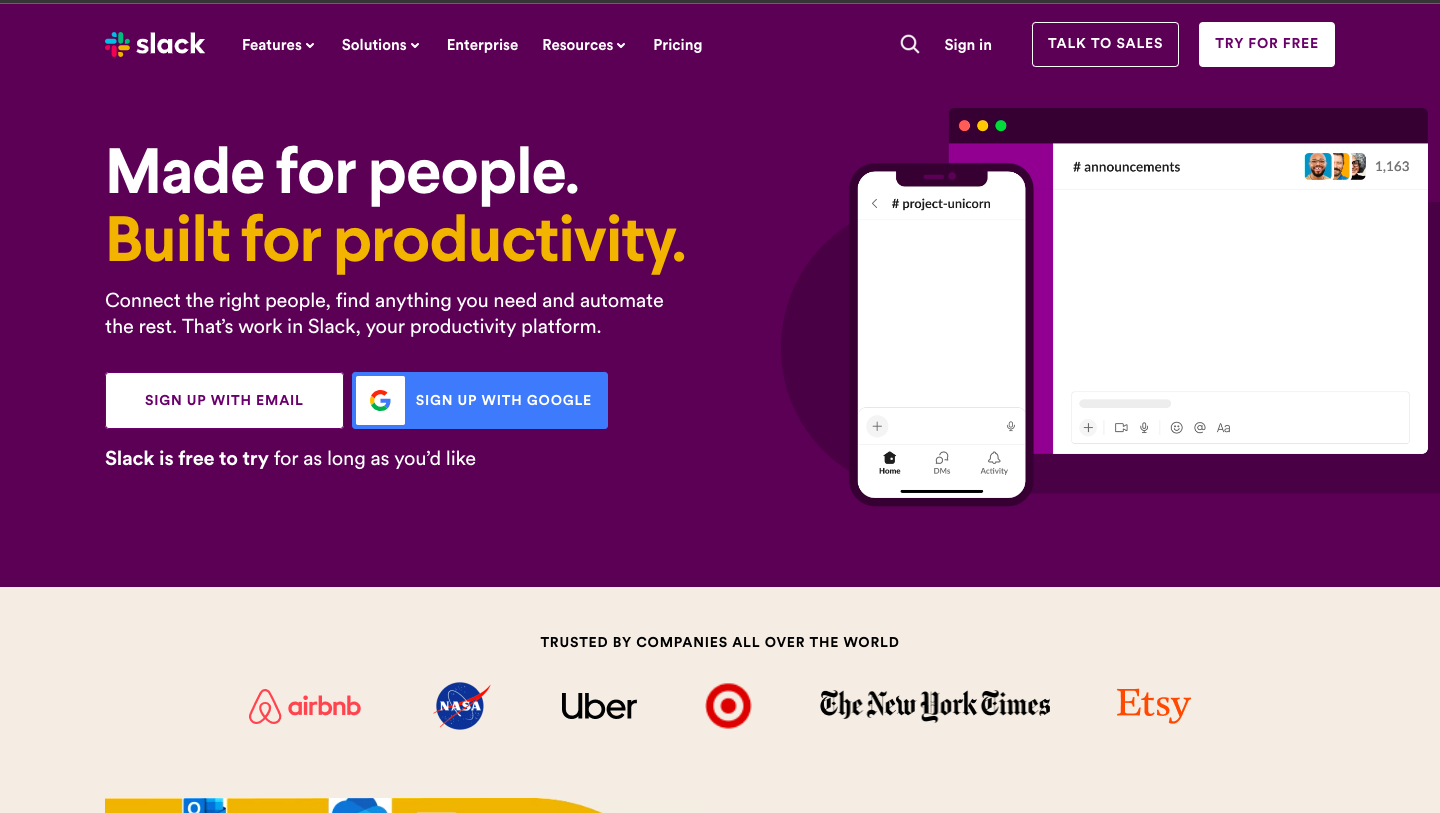 slack
Features
Solutions
Enterprise
Resources
Pricing
Sign in
TALK TO SALES
TRY FOR FREE
Made for people.
Built for productivity.
Connect the right people, find anything you need and automate
the rest. That’s work in Slack, your productivity platform.
SIGN UP WITH EMAIL
G
SIGN UP WITH GOOGLE
Slack is free to try for as long as you’d like
# announcements
1,163
# project-unicorn
Aa
Home
DMs
Activity
TRUSTED BY COMPANIES ALL OVER THE WORLD
airbnb
NASA
Uber
The New York Times
Etsy
O